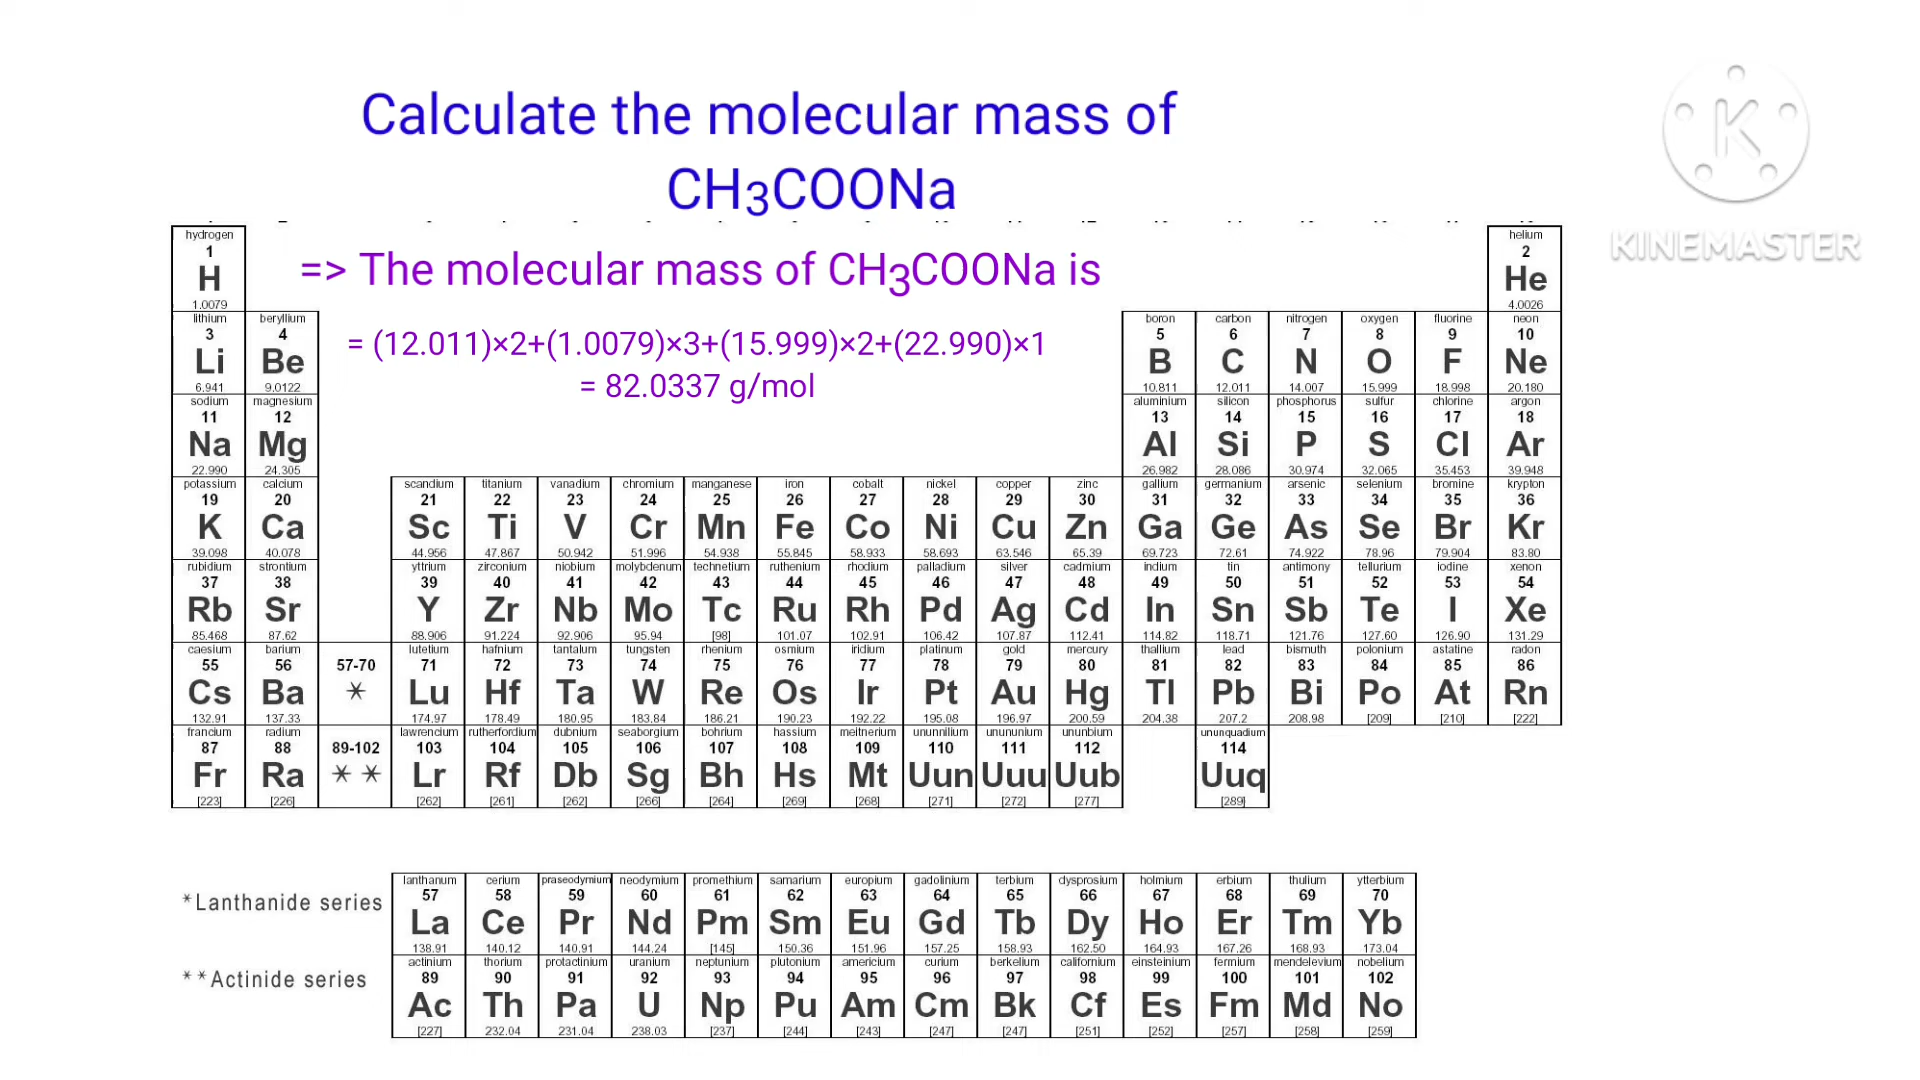 Calculate the molecular mass of
CH3COONa
K
KINEMASTER
=> The molecular mass of CH3COONa is
= (12.011)×2+(1.0079)×3+(15.999)×2+(22.990)×1
= 82.0337 g/mol
hydrogen helium
1 2
H He
1.0079 4.0026
lithium beryllium boron carbon nitrogen oxygen fluorine neon
3 4 5 6 7 8 9 10
Li Be B C N O F Ne
6.941 9.0122 10.811 12.011 14.007 15.999 18.998 20.180
sodium magnesium aluminium silicon phosphorus sulfur chlorine argon
11 12 13 14 15 16 17 18
Na Mg Al Si P S Cl Ar
22.990 24.305 26.982 28.086 30.974 32.065 35.453 39.948
potassium calcium scandium titanium vanadium chromium manganese iron cobalt nickel copper zinc gallium germanium arsenic selenium bromine krypton
19 20 21 22 23 24 25 26 27 28 29 30 31 32 33 34 35 36
K Ca Sc Ti V Cr Mn Fe Co Ni Cu Zn Ga Ge As Se Br Kr
39.098 40.078 44.956 47.867 50.942 51.996 54.938 55.845 58.933 58.693 63.546 65.39 69.723 72.61 74.922 78.96 79.904 83.80
rubidium strontium yttrium zirconium niobium molybdenum technetium ruthenium rhodium palladium silver cadmium indium tin antimony tellurium iodine xenon
37 38 39 40 41 42 43 44 45 46 47 48 49 50 51 52 53 54
Rb Sr Y Zr Nb Mo Tc Ru Rh Pd Ag Cd In Sn Sb Te I Xe
85.468 87.62 88.906 91.224 92.906 95.94 [98] 101.07 102.91 106.42 107.87 112.41 114.82 118.71 121.76 127.60 126.90 131.29
caesium barium lutetium hafnium tantalum tungsten rhenium osmium iridium platinum gold mercury thallium lead bismuth polonium astatine radon
55 56 57-70 71 72 73 74 75 76 77 78 79 80 81 82 83 84 85 86
Cs Ba * Lu Hf Ta W Re Os Ir Pt Au Hg Tl Pb Bi Po At Rn
132.91 137.33 174.97 178.49 180.95 183.84 186.21 190.23 192.22 195.08 196.97 200.59 204.38 207.2 208.98 [209] [210] [222]
francium radium lawrencium rutherfordium dubnium seaborgium bohrium hassium meitnerium ununnilium unununium ununbium ununquadium
87 88 89-102 103 104 105 106 107 108 109 110 111 112 114
Fr Ra * * Lr Rf Db Sg Bh Hs Mt Uun Uuu Uub Uuq
[223] [226] [262] [261] [262] [266] [264] [269] [268] [271] [272] [277] [289]
*Lanthanide series
lanthanum cerium praseodymium neodymium promethium samarium europium gadolinium terbium dysprosium holmium erbium thulium ytterbium
57 58 59 60 61 62 63 64 65 66 67 68 69 70
La Ce Pr Nd Pm Sm Eu Gd Tb Dy Ho Er Tm Yb
138.91 140.12 140.91 144.24 [145] 150.36 151.96 157.25 158.93 162.50 164.93 167.26 168.93 173.04
**Actinide series
actinium thorium protactinium uranium neptunium plutonium americium curium berkelium californium einsteinium fermium mendelevium nobelium
89 90 91 92 93 94 95 96 97 98 99 100 101 102
Ac Th Pa U Np Pu Am Cm Bk Cf Es Fm Md No
[227] 232.04 231.04 238.03 [237] [244] [243] [247] [247] [251] [252] [257] [258] [259]